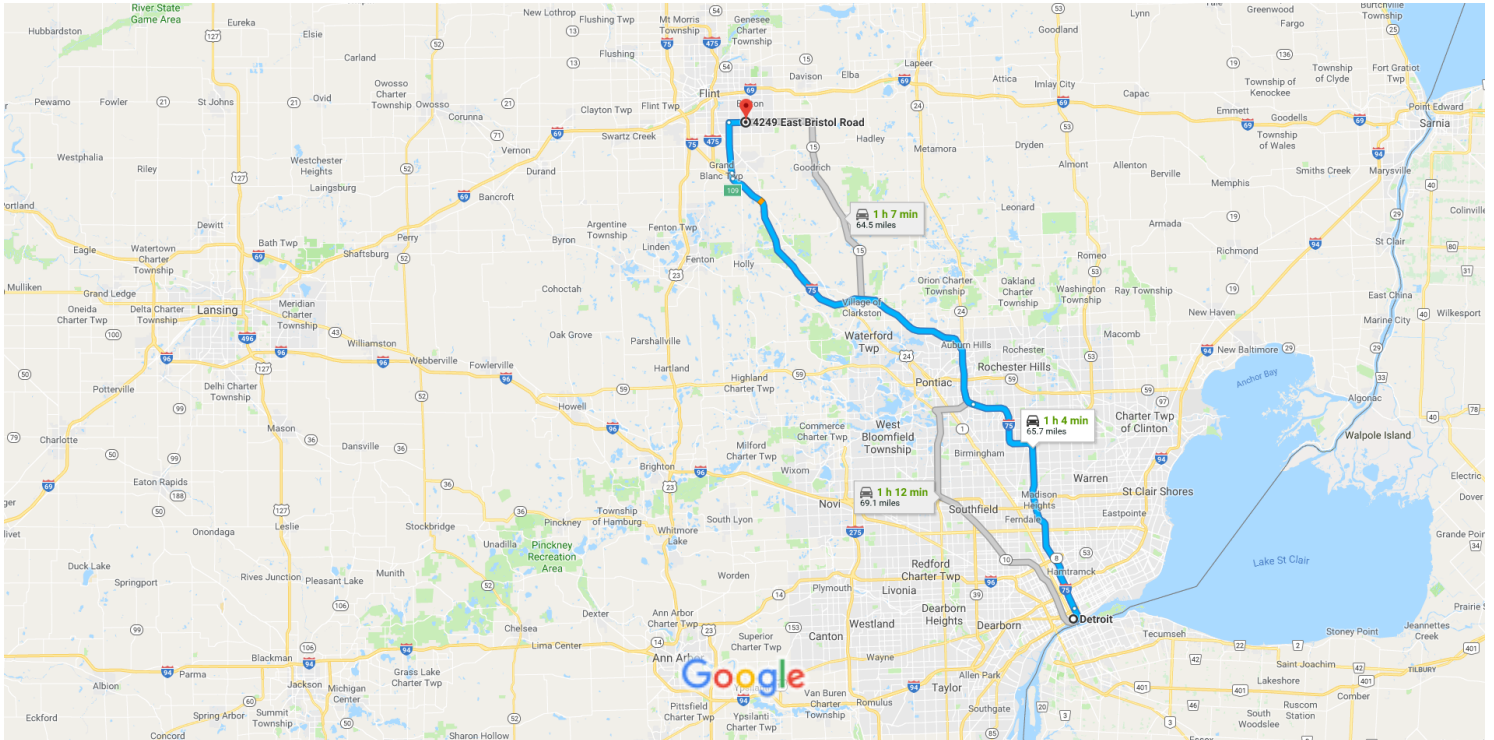 River State
Game Area
Hubbardston
Eureka
Elsie
Carland
New Lothrop
Flushing Twp
Mt Morris
Township
Genesee
Charter
Township
Goodland
Lynn
Greenwood
Fargo
Burtchville
Township
Flushing
Davison
Elba
Lapeer
Attica
Imlay City
Capac
Township
of Clyde
Fort Gratiot
Twp
Township of
Kenockee
Pewamo
Fowler
St Johns
Ovid
Owosso
Charter
Township
Owosso
Corunna
Clayton Twp
Flint Twp
Flint
Swartz Creek
4249 East Bristol Road
Hadley
Metamora
Dryden
Almont
Allenton
Berville
Emmett
Goodells
Township
of Wales
Point Edward
Sarnia
Marysville
Smiths Creek
Memphis
Westphalia
Riley
Westchester
Heights
Laingsburg
Vernon
Durand
Bancroft
Grand
Blanc Twp
Goodrich
109
1 h 7 min
64.5 miles
Leonard
Armada
Richmond
Colinville
St Clair
Portland
Dewitt
Eagle
Watertown
Charter
Township
Bath Twp
Perry
Shaftsburg
Byron
Argentine
Township
Linden
Fenton Twp
Fenton
Holly
Romeo
Mulliken
Grand Ledge
Oneida
Charter Twp
Delta Charter
Township
Lansing
Meridian
Charter
Township
Cohoctah
Orion Charter
Township
Oakland
Charter
Township
Washington
Township
Ray Township
New Haven
East China
Marine City
Wilkesport
Village of
Clarkston
Waterford
Twp
Auburn Hills
Rochester
Rochester Hills
Macomb
New Baltimore
Anchor Bay
Williamston
Webberville
Fowlerville
Oak Grove
Parshallville
Hartland
Highland
Charter Twp
Pontiac
Potterville
Delhi Charter
Township
Howell
1 h 4 min
65.7 miles
Charter Twp
of Clinton
Algonac
Walpole Island
Charlotte
Mason
Dansville
Milford
Charter Twp
Commerce
Charter Twp
West
Bloomfield
Township
Birmingham
Warren
St Clair Shores
Brighton
Wixom
Novi
1 h 12 min
69.1 miles
Southfield
Madison
Heights
Ferndale
Eastpointe
Electric
Dover
Eaton Rapids
Onondaga
Leslie
Stockbridge
Pinckney
Unadilla
Township
of Hamburg
Whitmore
Lake
South Lyon
Pinckney
Recreation
Area
Redford
Charter Twp
Livonia
Hamtramck
Lake St Clair
Grande Point
Duck Lake
Springport
Rives Junction
Pleasant Lake
Munith
Worden
Plymouth
Dearborn
Heights
Dearborn
Detroit
Tecumseh
Stoney Point
Jeannettes
Creek
Dexter
Chelsea
Lima Center
Ann Arbor
Charter Twp
Superior
Charter
Township
Canton
Westland
Wayne
Allen Park
Taylor
Southgate
Saint Joachim
Lakeshore
Comber
TILBURY
Ruscom
Station
South
Woodslee
Albion
Parma
Blackman
Jackson
Michigan
Center
Grass Lake
Charter Twp
Ann Arbor
Google
Pittsfield
Charter Twp
Ypsilanti
Charter Twp
Van Buren
Charter
Township
Romulus
Eckford
Concord
Spring Arbor
Summit
Township
Sharon Hollow
Essex